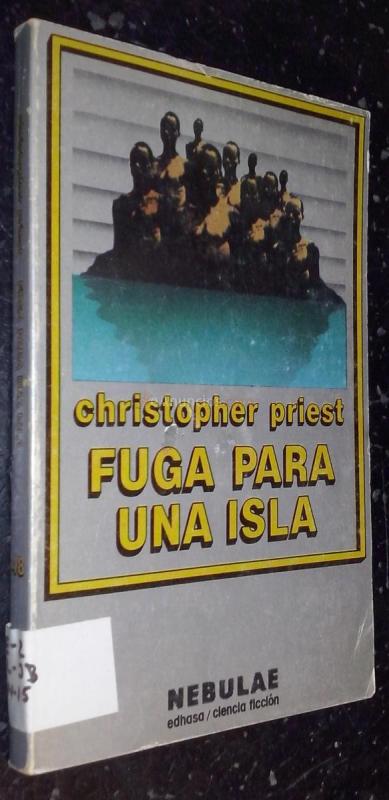 christopher priest
FUGA PARA
UNA ISLA
NEBULAE
edhasa/ciencia ficción